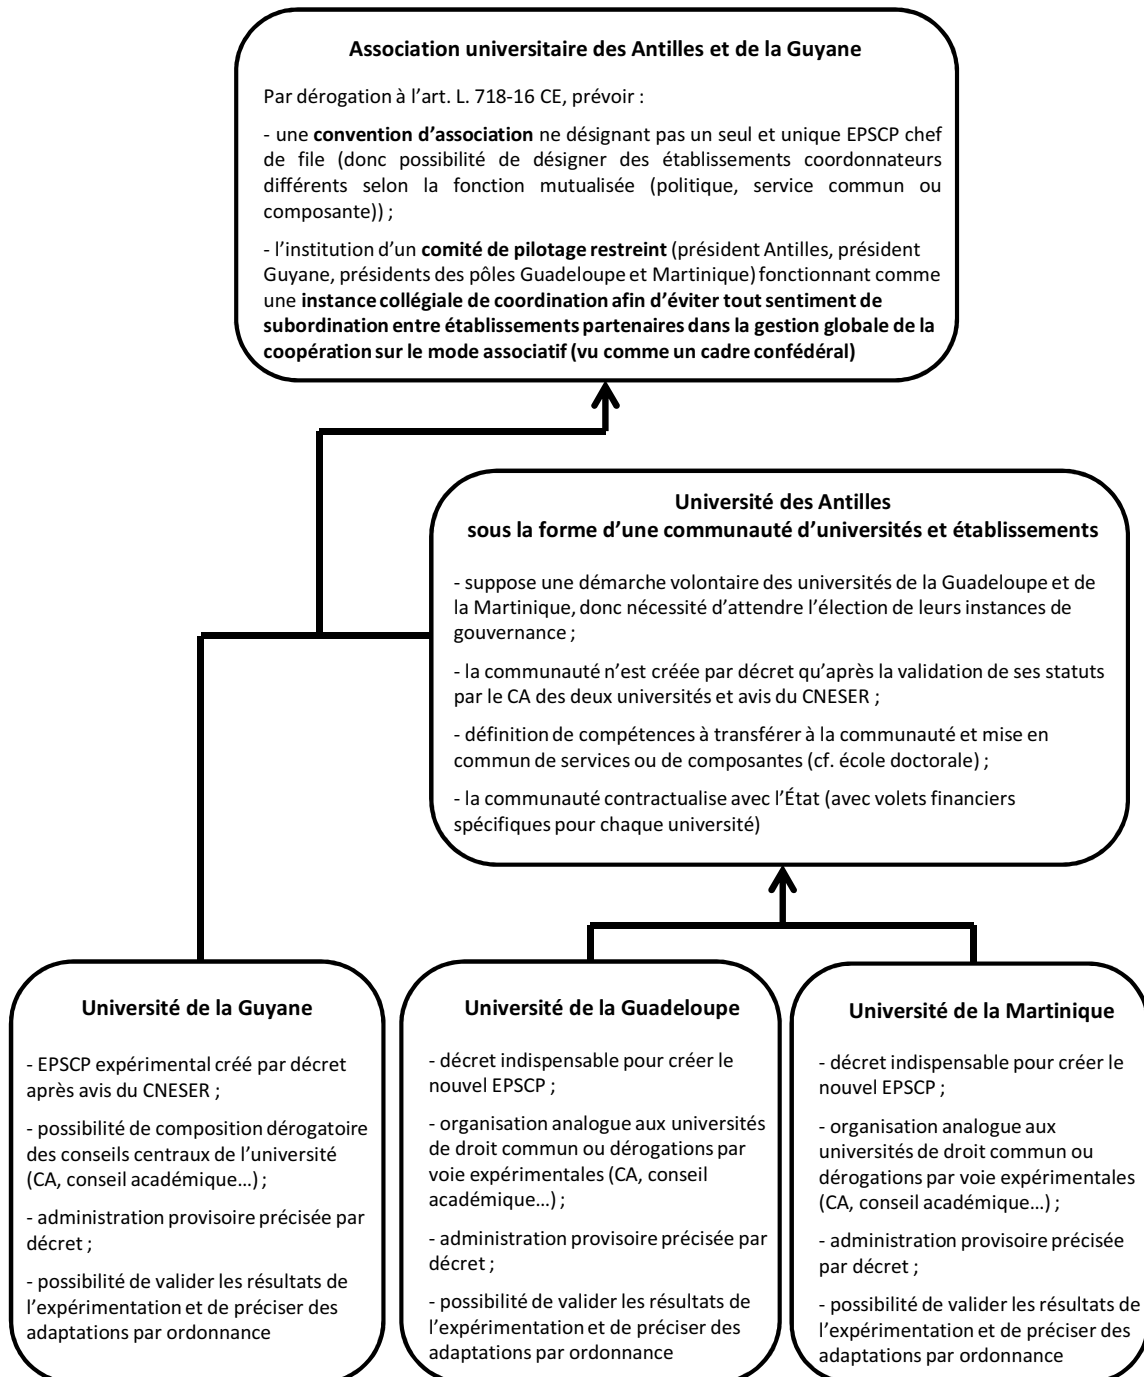 Association universitaire des Antilles et de la Guyane
Par dérogation à l'art. L. 718-16 CE, prévoir :
- une convention d'association ne désignant pas un seul et unique EPSCP chef
de file (donc possibilité de désigner des établissements coordonnateurs
différents selon la fonction mutualisée (politique, service commun ou
composante)) ;
- l'institution d'un comité de pilotage restreint (président Antilles, président
Guyane, présidents des pôles Guadeloupe et Martinique) fonctionnant comme
une instance collégiale de coordination afin d'éviter tout sentiment de
subordination entre établissements partenaires dans la gestion globale de la
coopération sur le mode associatif (vu comme un cadre confédéral)
Université des Antilles
sous la forme d'une communauté d'universités et établissements
- suppose une démarche volontaire des universités de la Guadeloupe et de
la Martinique, donc nécessité d'attendre l'élection de leurs instances de
gouvernance ;
- la communauté n'est créée par décret qu'après la validation de ses statuts
par le CA des deux universités et avis du CNESER ;
- définition de compétences à transférer à la communauté et mise en
commun de services ou de composantes (cf. école doctorale) ;
- la communauté contractualise avec l'État (avec volets financiers
spécifiques pour chaque université)
Université de la Guyane
- EPSCP expérimental créé par décret
après avis du CNESER ;
- possibilité de composition dérogatoire
des conseils centraux de l'université
(CA, conseil académique…) ;
- administration provisoire précisée par
décret ;
- possibilité de valider les résultats de
l'expérimentation et de préciser des
adaptations par ordonnance
Université de la Guadeloupe
- décret indispensable pour créer le
nouvel EPSCP ;
- organisation analogue aux universités
de droit commun ou dérogations par
voie expérimentales (CA, conseil
académique…) ;
- administration provisoire précisée par
décret ;
- possibilité de valider les résultats de
l'expérimentation et de préciser des
adaptations par ordonnance
Université de la Martinique
- décret indispensable pour créer le
nouvel EPSCP ;
- organisation analogue aux
universités de droit commun ou
dérogations par voie expérimentales
(CA, conseil académique…) ;
- administration provisoire précisée
par décret ;
- possibilité de valider les résultats de
l'expérimentation et de préciser des
adaptations par ordonnance